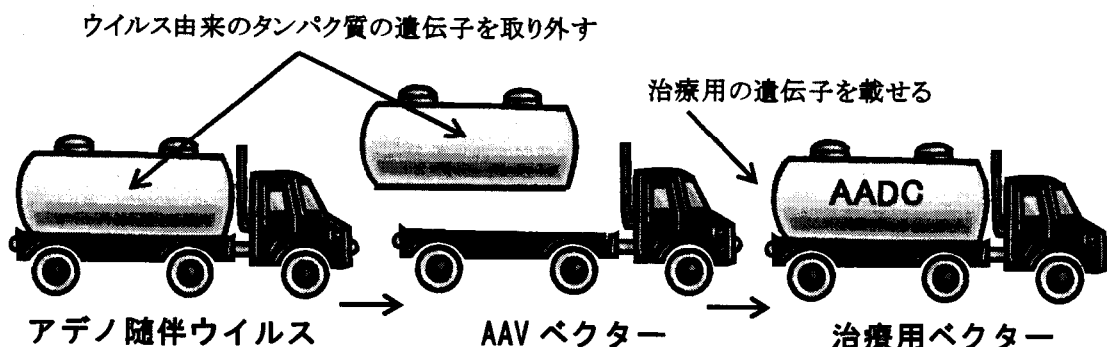 ウイルス由来のタンパク質の遺伝子を取り外す
治療用の遺伝子を載せる
AADC
アデノ随伴ウイルス
AAV ベクター
治療用ベクター